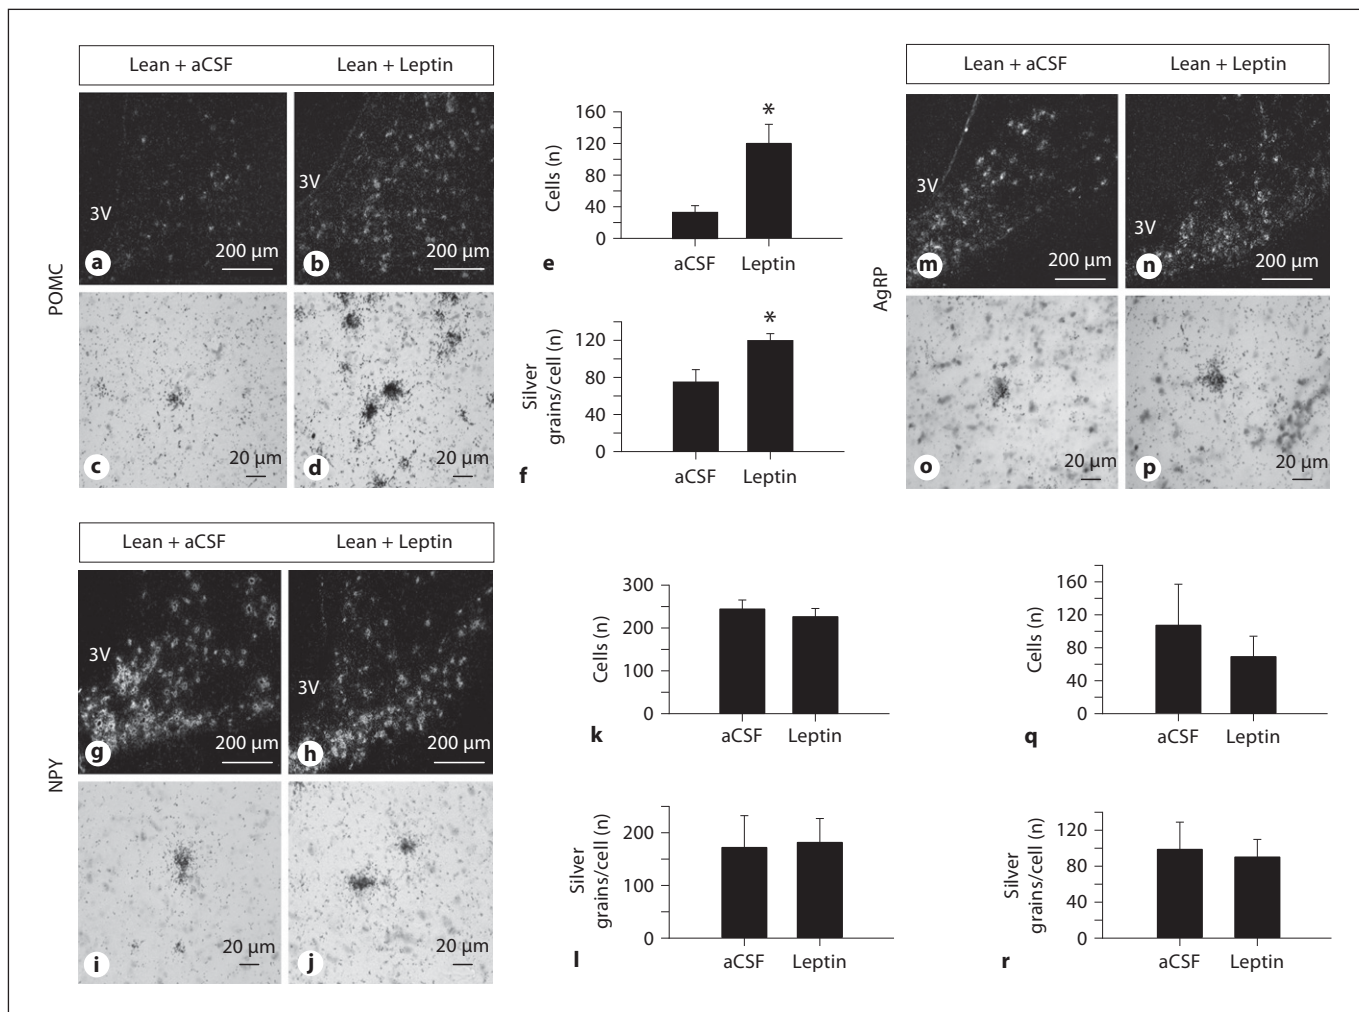 Lean + aCSF Lean + Leptin
POMC
3V
200 µm
a
3V
200 µm
b
20 µm
c
20 µm
d
Cells (n)
160
120
80
40
0
*
aCSF Leptin
e
Silver
grains/cell (n)
120
80
40
0
*
aCSF Leptin
f
Lean + aCSF Lean + Leptin
AgRP
3V
200 µm
m
3V
200 µm
n
20 µm
o
20 µm
p
Lean + aCSF Lean + Leptin
NPY
3V
200 µm
g
3V
200 µm
h
20 µm
i
20 µm
j
Cells (n)
300
200
100
0
aCSF Leptin
k
Silver
grains/cell (n)
200
100
0
aCSF Leptin
l
Cells (n)
160
120
80
40
0
aCSF Leptin
q
Silver
grains/cell (n)
120
80
40
0
aCSF Leptin
r